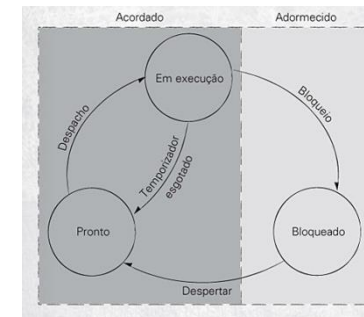 Acordado
Adormecido
Em execução
Despacho
Temporizador
esgotado
Bloqueio
Pronto
Bloqueado
Despertar